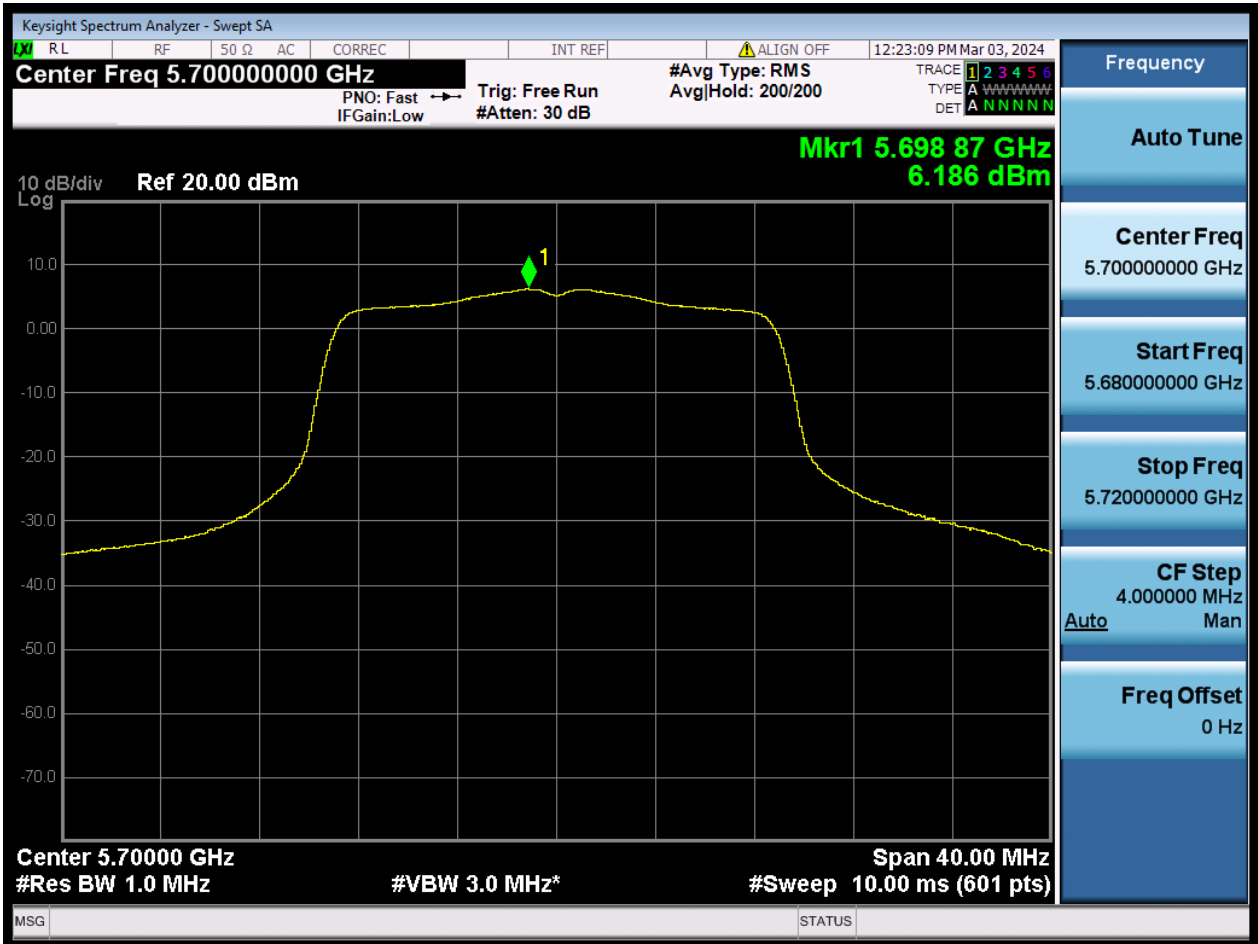 Keysight Spectrum Analyzer - Swept SA
LXI RL RF 50 Ω AC CORREC INT REF ALIGN OFF 12:23:09 PM Mar 03, 2024
Center Freq 5.700000000 GHz
PNO: Fast
IFGain:Low
Trig: Free Run
#Atten: 30 dB
#Avg Type: RMS
Avg|Hold: 200/200
TRACE 1 2 3 4 5 6
TYPE A WWWWW
DET A N N N N N
Mkr1 5.698 87 GHz
6.186 dBm
10 dB/div Ref 20.00 dBm
Log
1
10.0
0.00
-10.0
-20.0
-30.0
-40.0
-50.0
-60.0
-70.0
Center 5.70000 GHz Span 40.00 MHz
#Res BW 1.0 MHz #VBW 3.0 MHz* #Sweep 10.00 ms (601 pts)
MSG STATUS
Frequency
Auto Tune
Center Freq
5.700000000 GHz
Start Freq
5.680000000 GHz
Stop Freq
5.720000000 GHz
CF Step
4.000000 MHz
Auto Man
Freq Offset
0 Hz